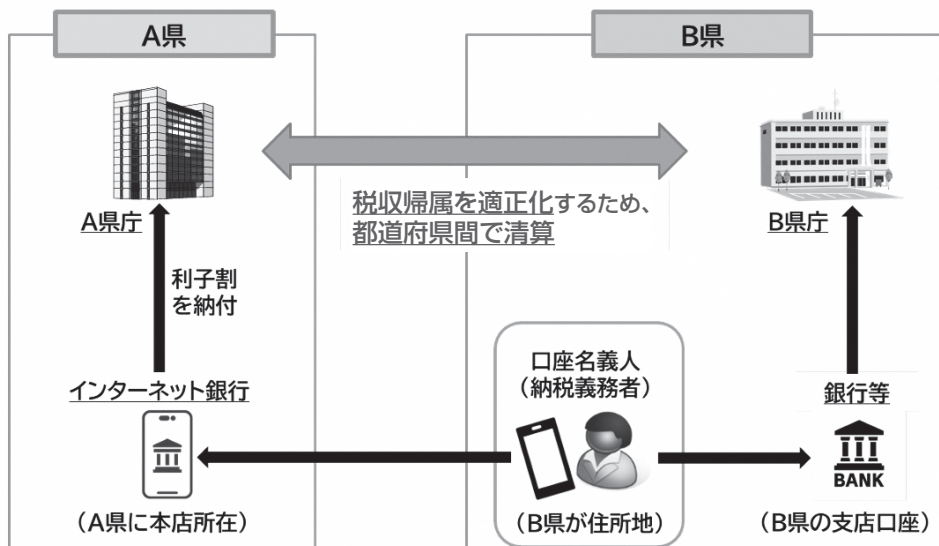 A県
B県
税収帰属を適正化するため、
都道府県間で清算
A県庁
B県庁
利子割
を納付
口座名義人
（納税義務者）
インターネット銀行
銀行等
BANK
（A県に本店所在）
（B県が住所地）
（B県の支店口座）